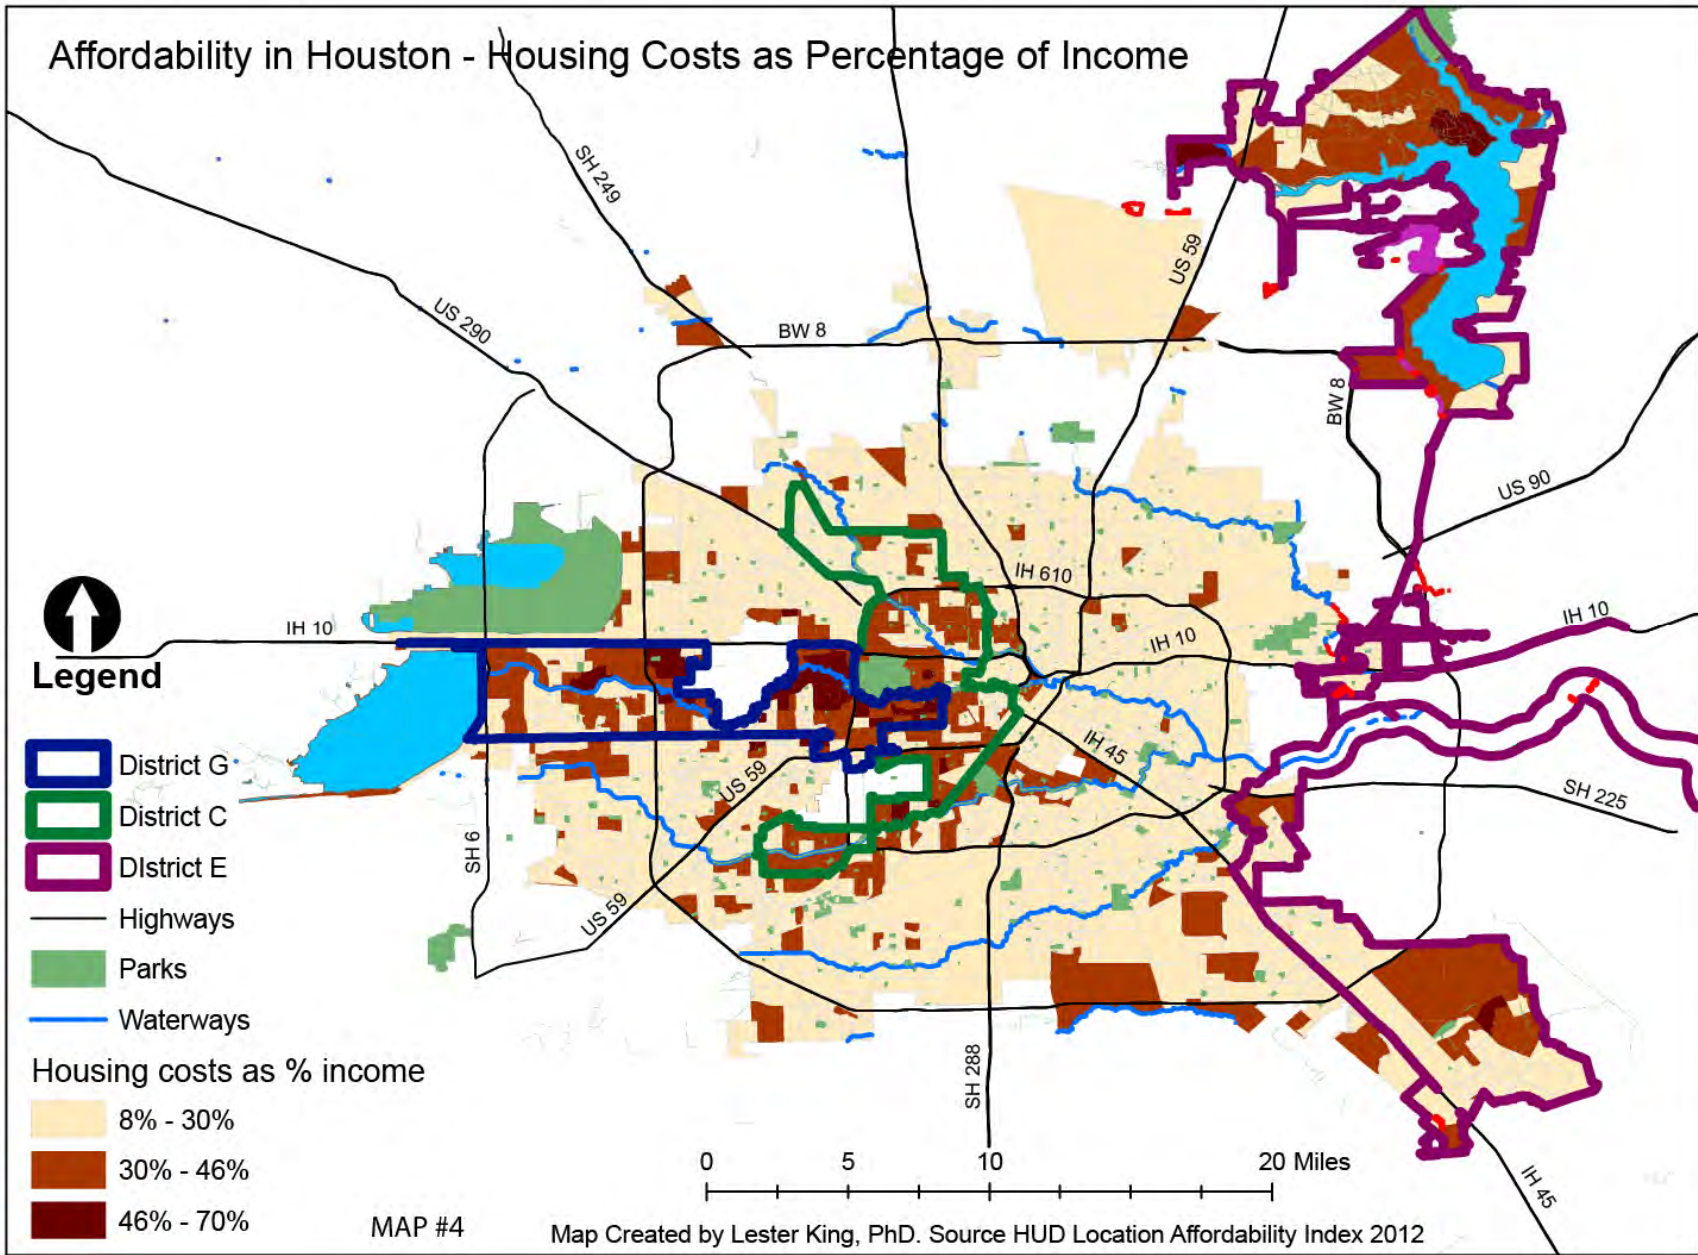 Affordability in Houston - Housing Costs as Percentage of Income
SH 249
US 59
US 290
BW 8
BW 8
US 90
IH 610
IH 10
IH 10
IH 10
Legend
IH 45
US 59
SH 225
SH 6
US 59
SH 288
IH 45
District G
District C
DIstrict E
Highways
Parks
Waterways
Housing costs as % income
8% - 30%
30% - 46%
46% - 70%
0 5 10 20 Miles
MAP #4
Map Created by Lester King, PhD. Source HUD Location Affordability Index 2012